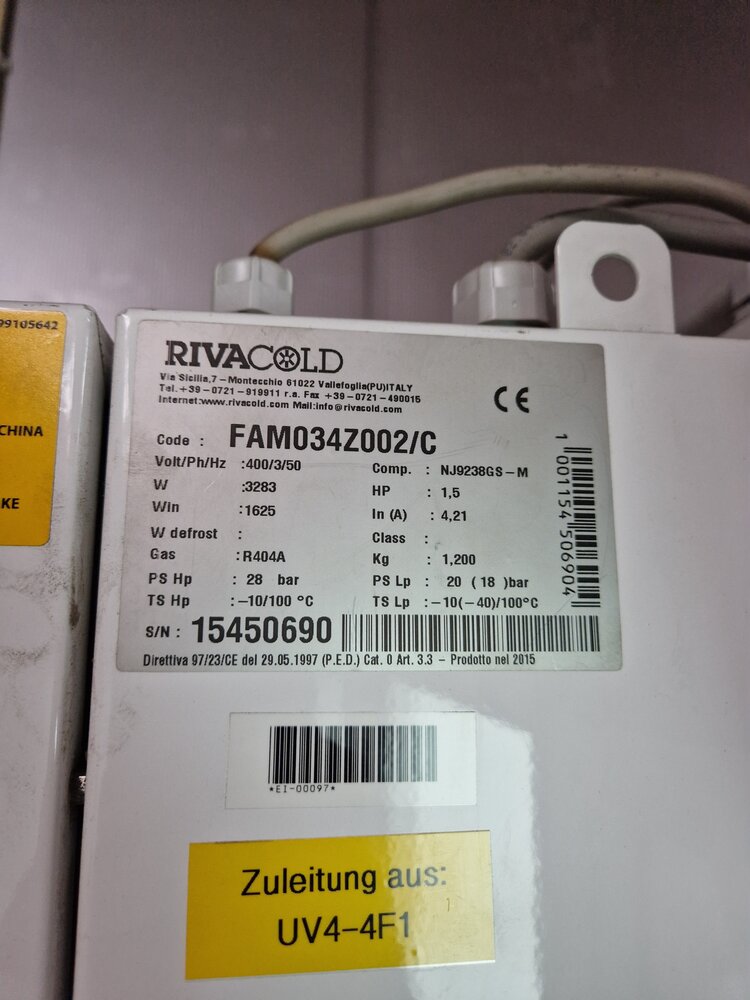 99105642
CHINA
KE
RIVACOLD
Via Sicilia,7 – Montecchio 61022 Vallefoglia(PU)ITALY
Tel.+39–0721–919911 r.a. Fax +39–0721–490015
Internet:www.rivacold.com Mail:info@rivacold.com
CE
Code : FAM034Z002/C
Volt/Ph/Hz :400/3/50
Comp. : NJ9238GS–M
W :3283
HP : 1,5
Win :1625
In (A) : 4,21
W defrost :
Class :
Gas :R404A
Kg : 1,200
PS Hp : 28 bar
PS Lp : 20 ( 18 )bar
TS Hp :–10/100 °C
TS Lp :–10(–40)/100°C
1 001154 506904
S/N : 15450690
Direttiva 97/23/CE del 29.05.1997 (P.E.D.) Cat. 0 Art. 3.3 – Prodotto nel 2015
*EI-00097*
Zuleitung aus:
UV4–4F1